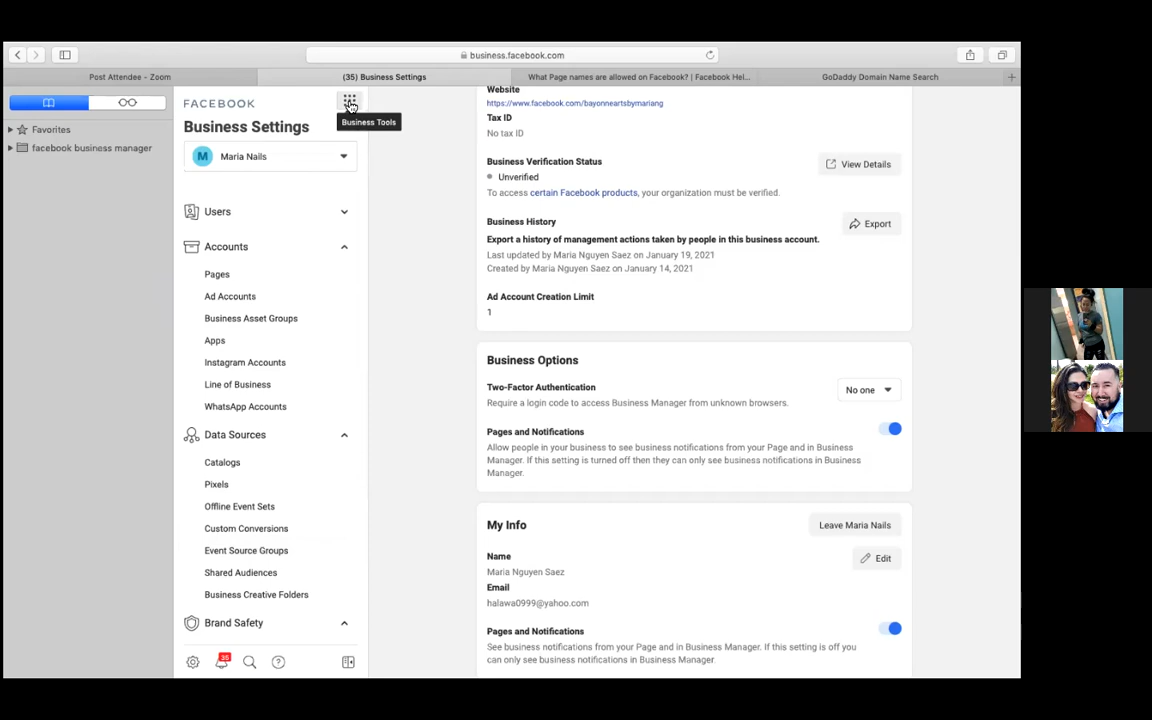 business.facebook.com
Post Attendee - Zoom
(35) Business Settings
What Page names are allowed on Facebook? | Facebook Hel...
GoDaddy Domain Name Search
Favorites
facebook business manager
FACEBOOK
Business Tools
Business Settings
M
Maria Nails
Users
Accounts
Pages
Ad Accounts
Business Asset Groups
Apps
Instagram Accounts
Line of Business
WhatsApp Accounts
Data Sources
Catalogs
Pixels
Offline Event Sets
Custom Conversions
Event Source Groups
Shared Audiences
Business Creative Folders
Brand Safety
35
Website
https://www.facebook.com/bayonneartsbymariang
Tax ID
No tax ID
Business Verification Status
View Details
Unverified
To access certain Facebook products, your organization must be verified.
Business History
Export
Export a history of management actions taken by people in this business account.
Last updated by Maria Nguyen Saez on January 19, 2021
Created by Maria Nguyen Saez on January 14, 2021
Ad Account Creation Limit
1
Business Options
Two-Factor Authentication
No one
Require a login code to access Business Manager from unknown browsers.
Pages and Notifications
Allow people in your business to see business notifications from your Page and in Business
Manager. If this setting is turned off then they can only see business notifications in Business
Manager.
My Info
Leave Maria Nails
Name
Edit
Maria Nguyen Saez
Email
halawa0999@yahoo.com
Pages and Notifications
See business notifications from your Page and in Business Manager. If this setting is off you
can only see business notifications in Business Manager.